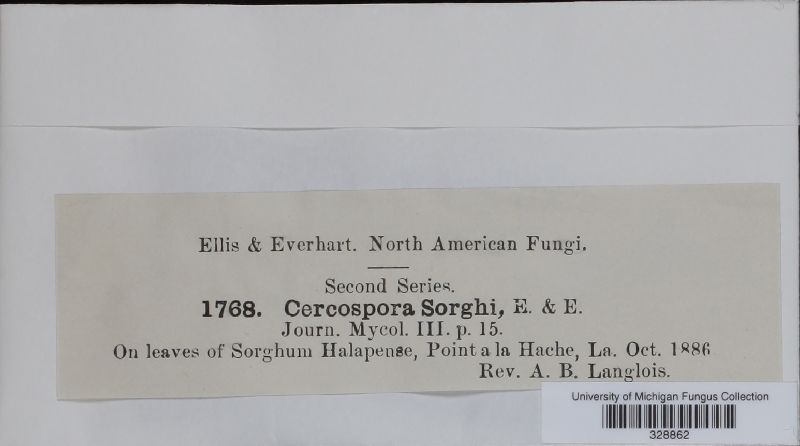 Ellis & Everhart. North American Fungi.
Second Series.
1768. Cercospora Sorghi, E. & E.
Journ. Mycol. III. p. 15.
On leaves of Sorghum Halapense, Point a la Hache, La. Oct. 1886
Rev. A. B. Langlois.
University of Michigan Fungus Collection
328862